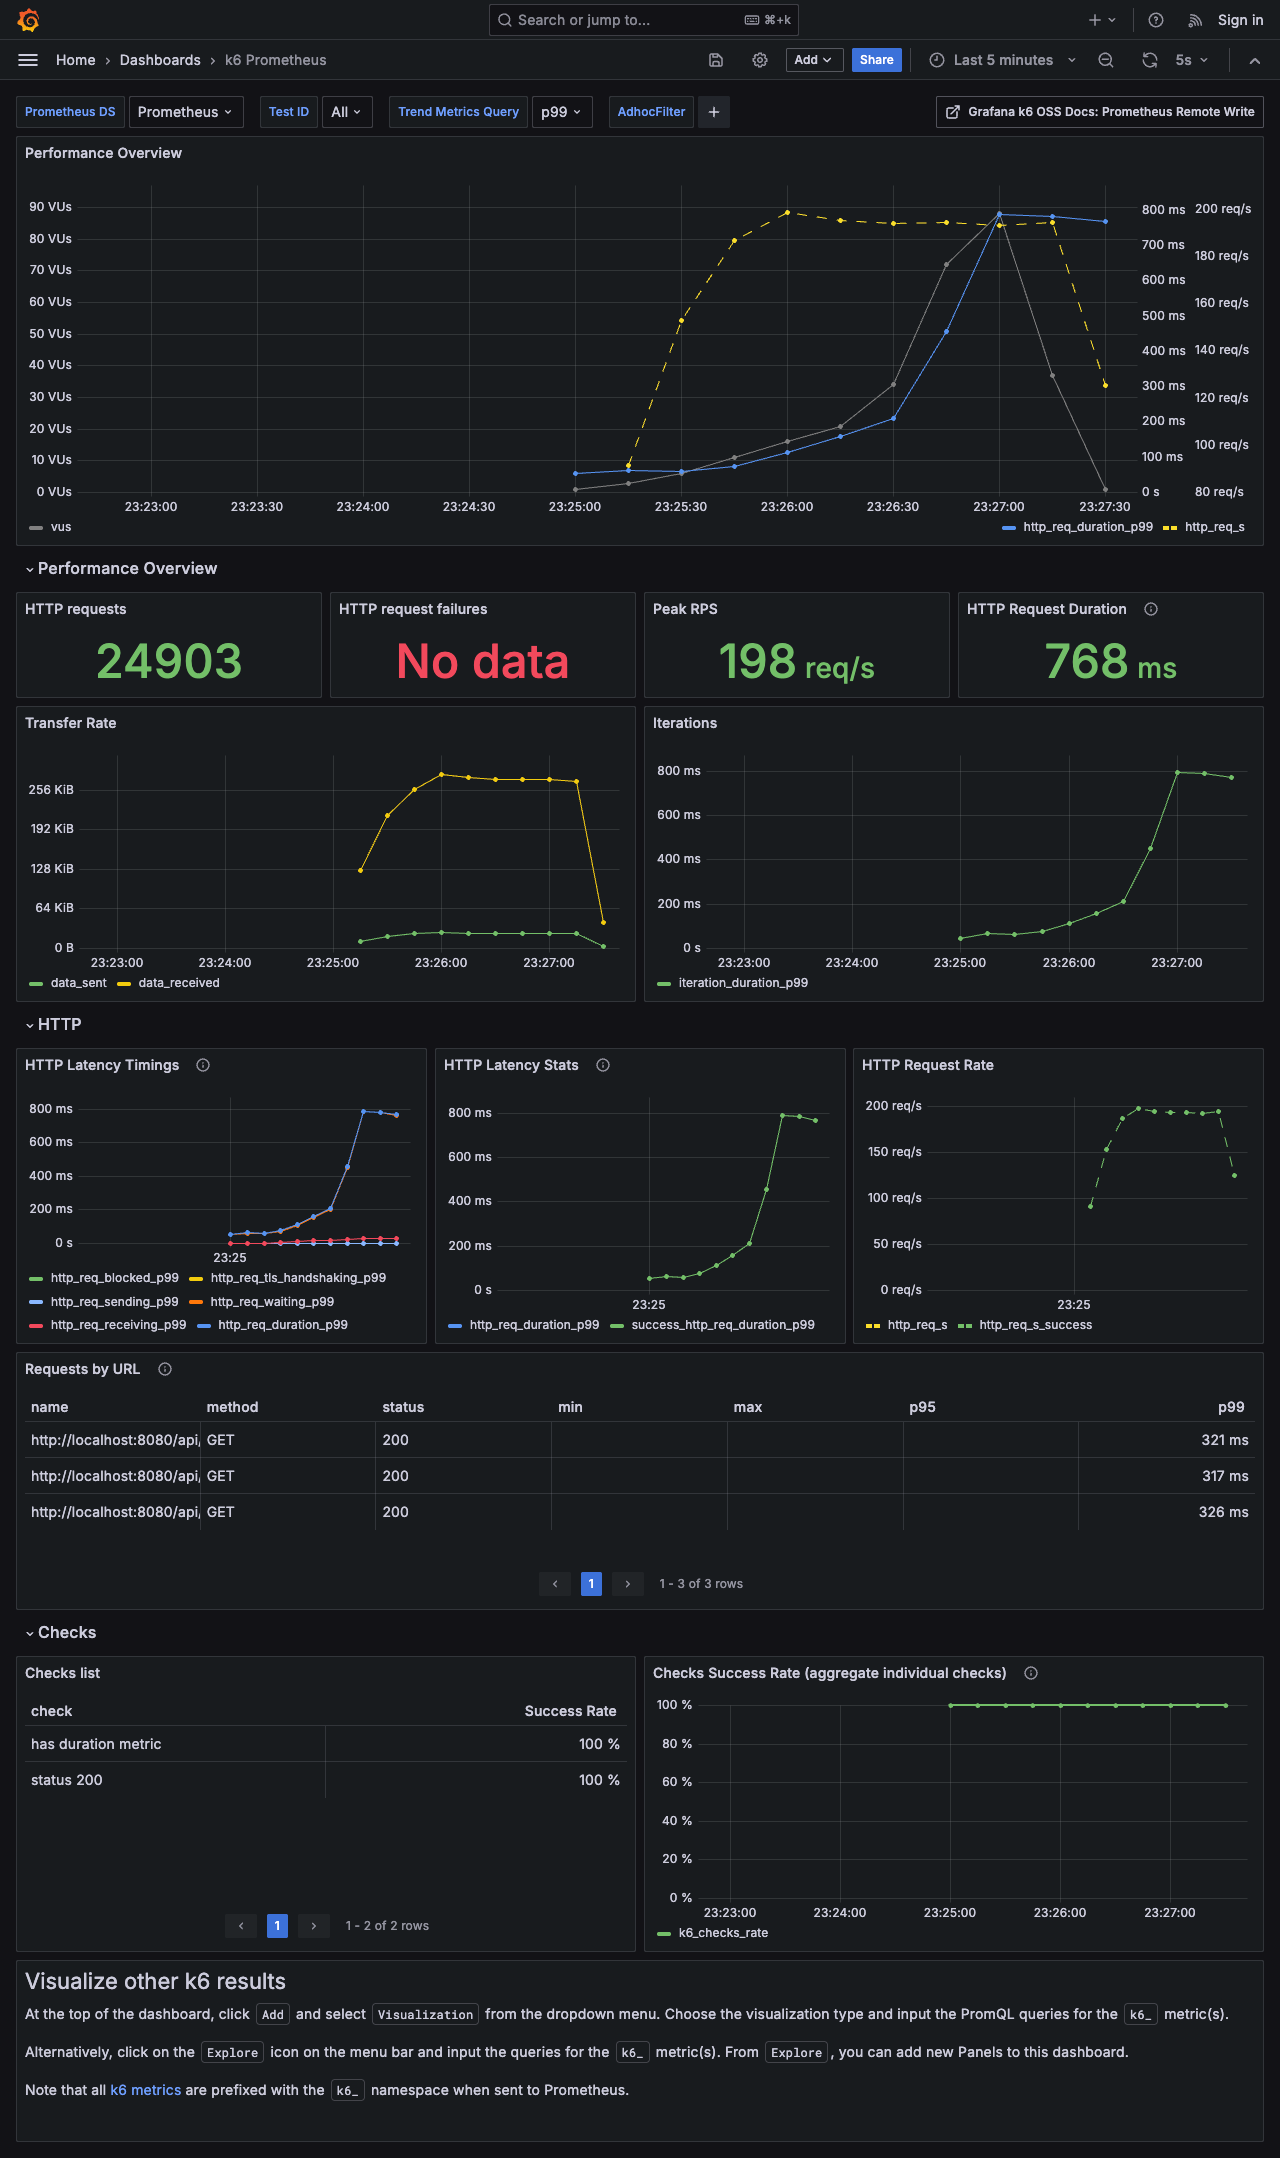 Search or jump to...
⌘+k
Sign in
Home › Dashboards › k6 Prometheus
Add
Share
Last 5 minutes
5s
Prometheus DS
Prometheus
Test ID
All
Trend Metrics Query
p99
AdhocFilter
Grafana k6 OSS Docs: Prometheus Remote Write
Performance Overview
90 VUs
80 VUs
70 VUs
60 VUs
50 VUs
40 VUs
30 VUs
20 VUs
10 VUs
0 VUs
800 ms
700 ms
600 ms
500 ms
400 ms
300 ms
200 ms
100 ms
0 s
200 req/s
180 req/s
160 req/s
140 req/s
120 req/s
100 req/s
80 req/s
23:23:00 23:23:30 23:24:00 23:24:30 23:25:00 23:25:30 23:26:00 23:26:30 23:27:00 23:27:30
vus
http_req_duration_p99 http_req_s
Performance Overview
HTTP requests
24903
HTTP request failures
No data
Peak RPS
198 req/s
HTTP Request Duration
768 ms
Transfer Rate
256 KiB
192 KiB
128 KiB
64 KiB
0 B
23:23:00 23:24:00 23:25:00 23:26:00 23:27:00
data_sent data_received
Iterations
800 ms
600 ms
400 ms
200 ms
0 s
23:23:00 23:24:00 23:25:00 23:26:00 23:27:00
iteration_duration_p99
HTTP
HTTP Latency Timings
800 ms
600 ms
400 ms
200 ms
0 s
23:25
http_req_blocked_p99 http_req_tls_handshaking_p99
http_req_sending_p99 http_req_waiting_p99
http_req_receiving_p99 http_req_duration_p99
HTTP Latency Stats
800 ms
600 ms
400 ms
200 ms
0 s
23:25
http_req_duration_p99 success_http_req_duration_p99
HTTP Request Rate
200 req/s
150 req/s
100 req/s
50 req/s
0 req/s
23:25
http_req_s http_req_s_success
Requests by URL
name method status min max p95 p99
http://localhost:8080/api/ GET 200 321 ms
http://localhost:8080/api/ GET 200 317 ms
http://localhost:8080/api/ GET 200 326 ms
1
1 - 3 of 3 rows
Checks
Checks list
check Success Rate
has duration metric 100 %
status 200 100 %
1
1 - 2 of 2 rows
Checks Success Rate (aggregate individual checks)
100 %
80 %
60 %
40 %
20 %
0 %
23:23:00 23:24:00 23:25:00 23:26:00 23:27:00
k6_checks_rate
Visualize other k6 results
At the top of the dashboard, click Add and select Visualization from the dropdown menu. Choose the visualization type and input the PromQL queries for the k6_ metric(s).
Alternatively, click on the Explore icon on the menu bar and input the queries for the k6_ metric(s). From Explore, you can add new Panels to this dashboard.
Note that all k6 metrics are prefixed with the k6_ namespace when sent to Prometheus.